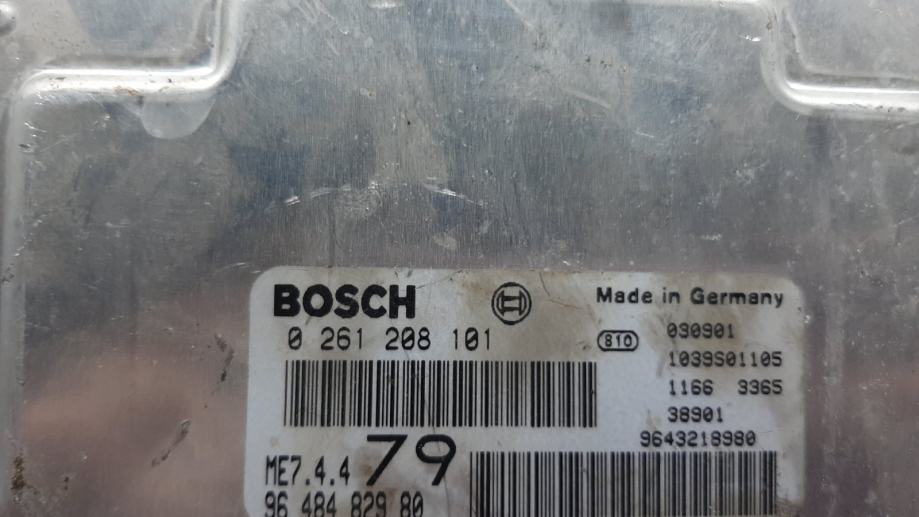 BOSCH
Made in Germany
0 261 208 101
810
030901
1039S01105
1166 3365
38901
9643218980
ME7.4.4 79
96 484 829 80